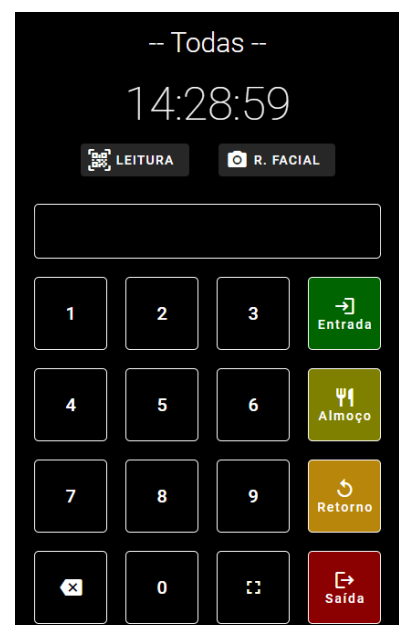 -- Todas --
14:28:59
LEITURA R. FACIAL
1 2 3 Entrada
4 5 6 Almoço
7 8 9 Retorno
0 Saída